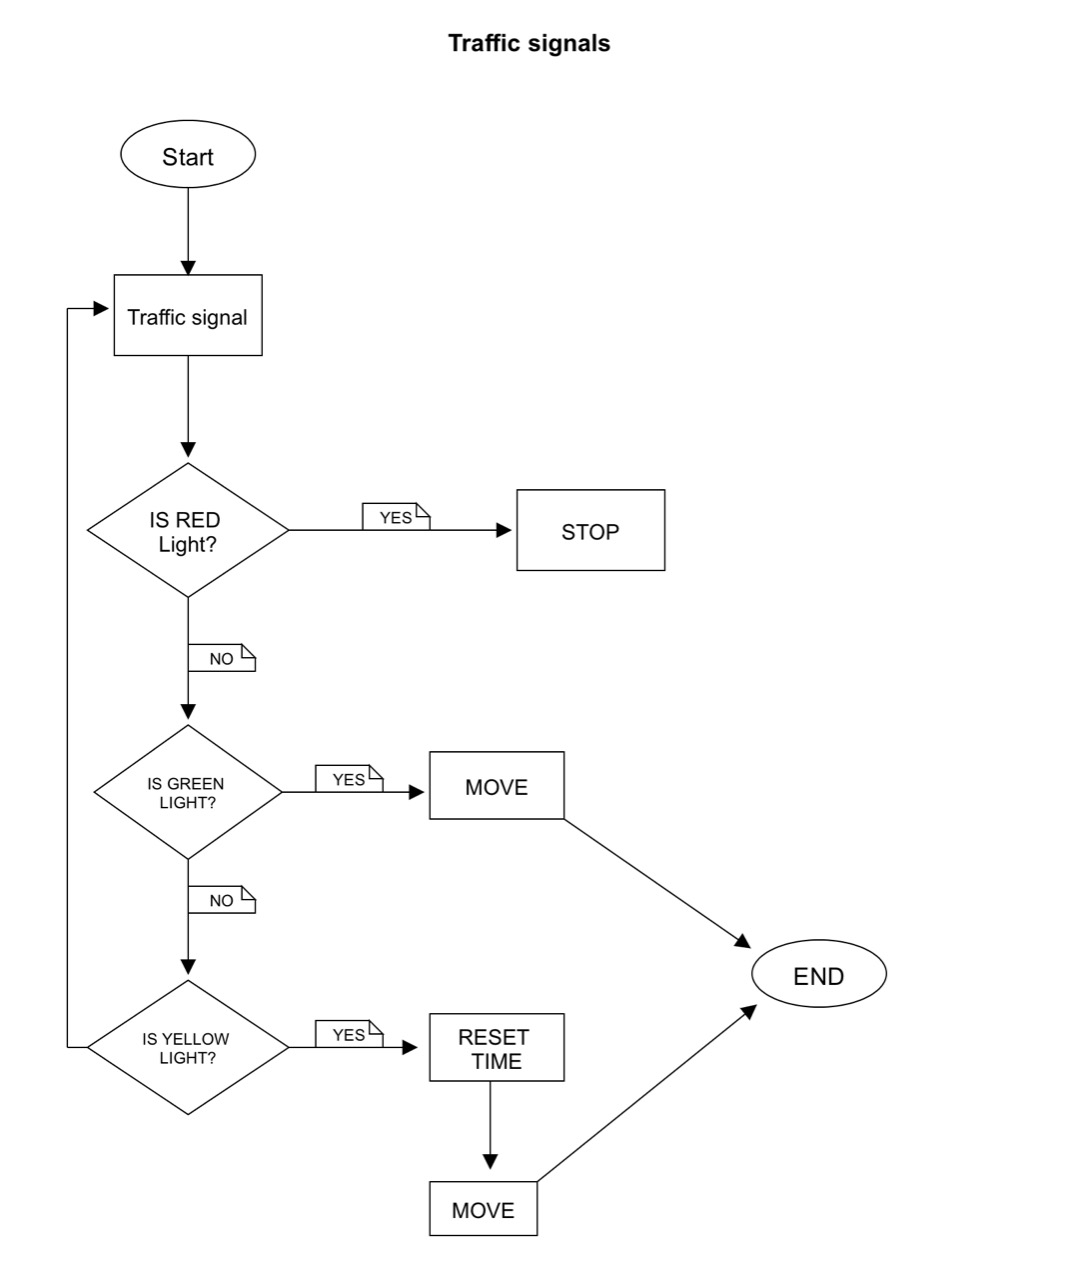 Traffic signals
Start
Traffic signal
IS RED
Light?
YES
STOP
NO
IS GREEN
LIGHT?
YES
MOVE
NO
END
IS YELLOW
LIGHT?
YES
RESET
TIME
MOVE